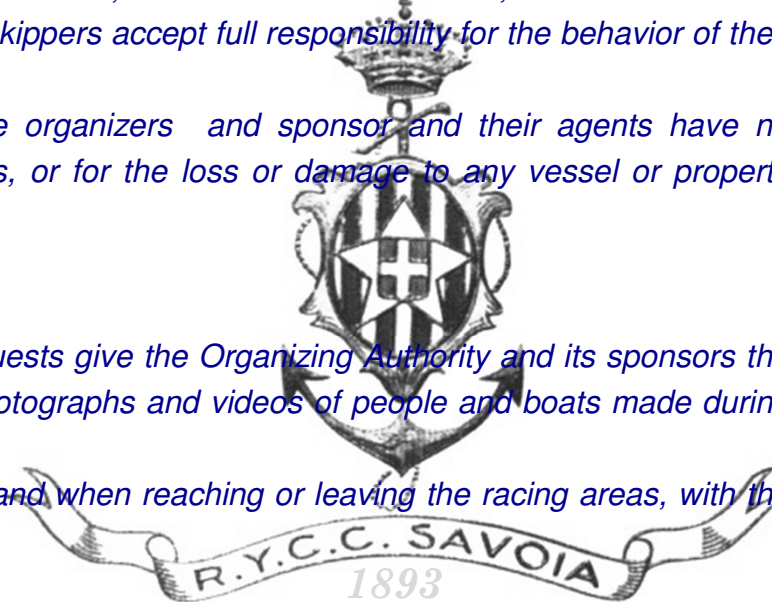 kippers accept full responsibility for the behavior of the
e organizers and sponsor and their agents have n
s, or for the loss or damage to any vessel or propert
uests give the Organizing Authority and its sponsors th
otographs and videos of people and boats made durin
and when reaching or leaving the racing areas, with th
R.Y.C.C. SAVOIA
1893